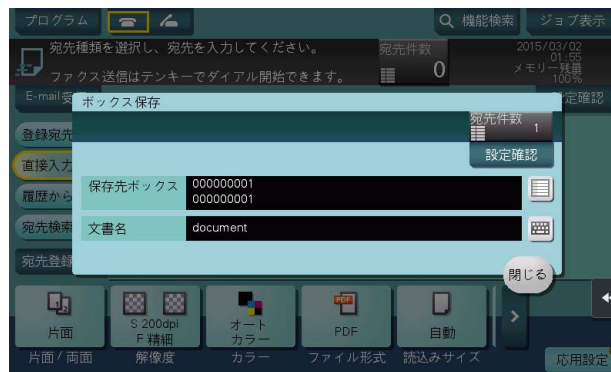 プログラム
機能検索
ジョブ表示
宛先種類を選択し、宛先を入力してください。
ファクス送信はテンキーでダイアル開始できます。
宛先件数
0
2015/03/02
01:55
メモリー残量
100%
E-mail受
定確認
ボックス保存
宛先件数
1
設定確認
登録宛先
直接入力
履歴から
宛先検索
宛先登録
保存先ボックス
000000001
000000001
文書名
document
閉じる
片面
S 200dpi
F 精細
オート
カラー
PDF
PDF
自動
片面/両面
解像度
カラー
ファイル形式
読込みサイズ
応用設定